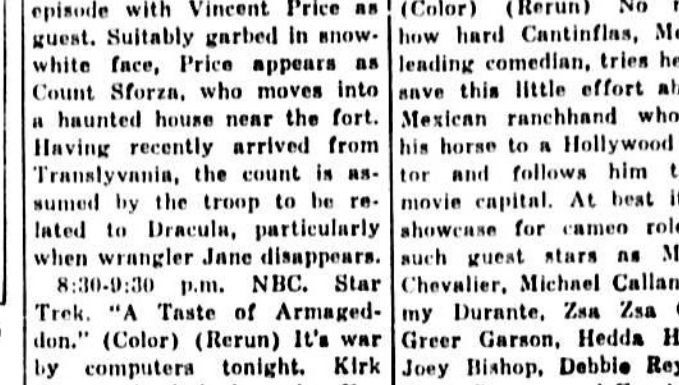 episode with Vincent Price as
guest. Suitably garbed in snow-
white face, Price appears as
Count Sforza, who moves into
a haunted house near the fort.
Having recently arrived from
Translyvania, the count is as-
sumed by the troop to be re-
lated to Dracula, particularly
when wrangler Jane disappears.
8:30-9:30 p.m. NBC. Star
Trek. "A Taste of Armaged-
don." (Color) (Rerun) It's war
by computers tonight. Kirk
(Color) (Rerun) No
how hard Cantinflas,
leading comedian, tries
save this little effort
Mexican ranchhand who
his horse to a Hollywood
tor and follows him
movie capital. At best
showcase for cameo
such guest stars as
Chevalier, Michael Callan
my Durante, Zsa Zsa
Greer Garson, Hedda
Joey Bishop, Debbie